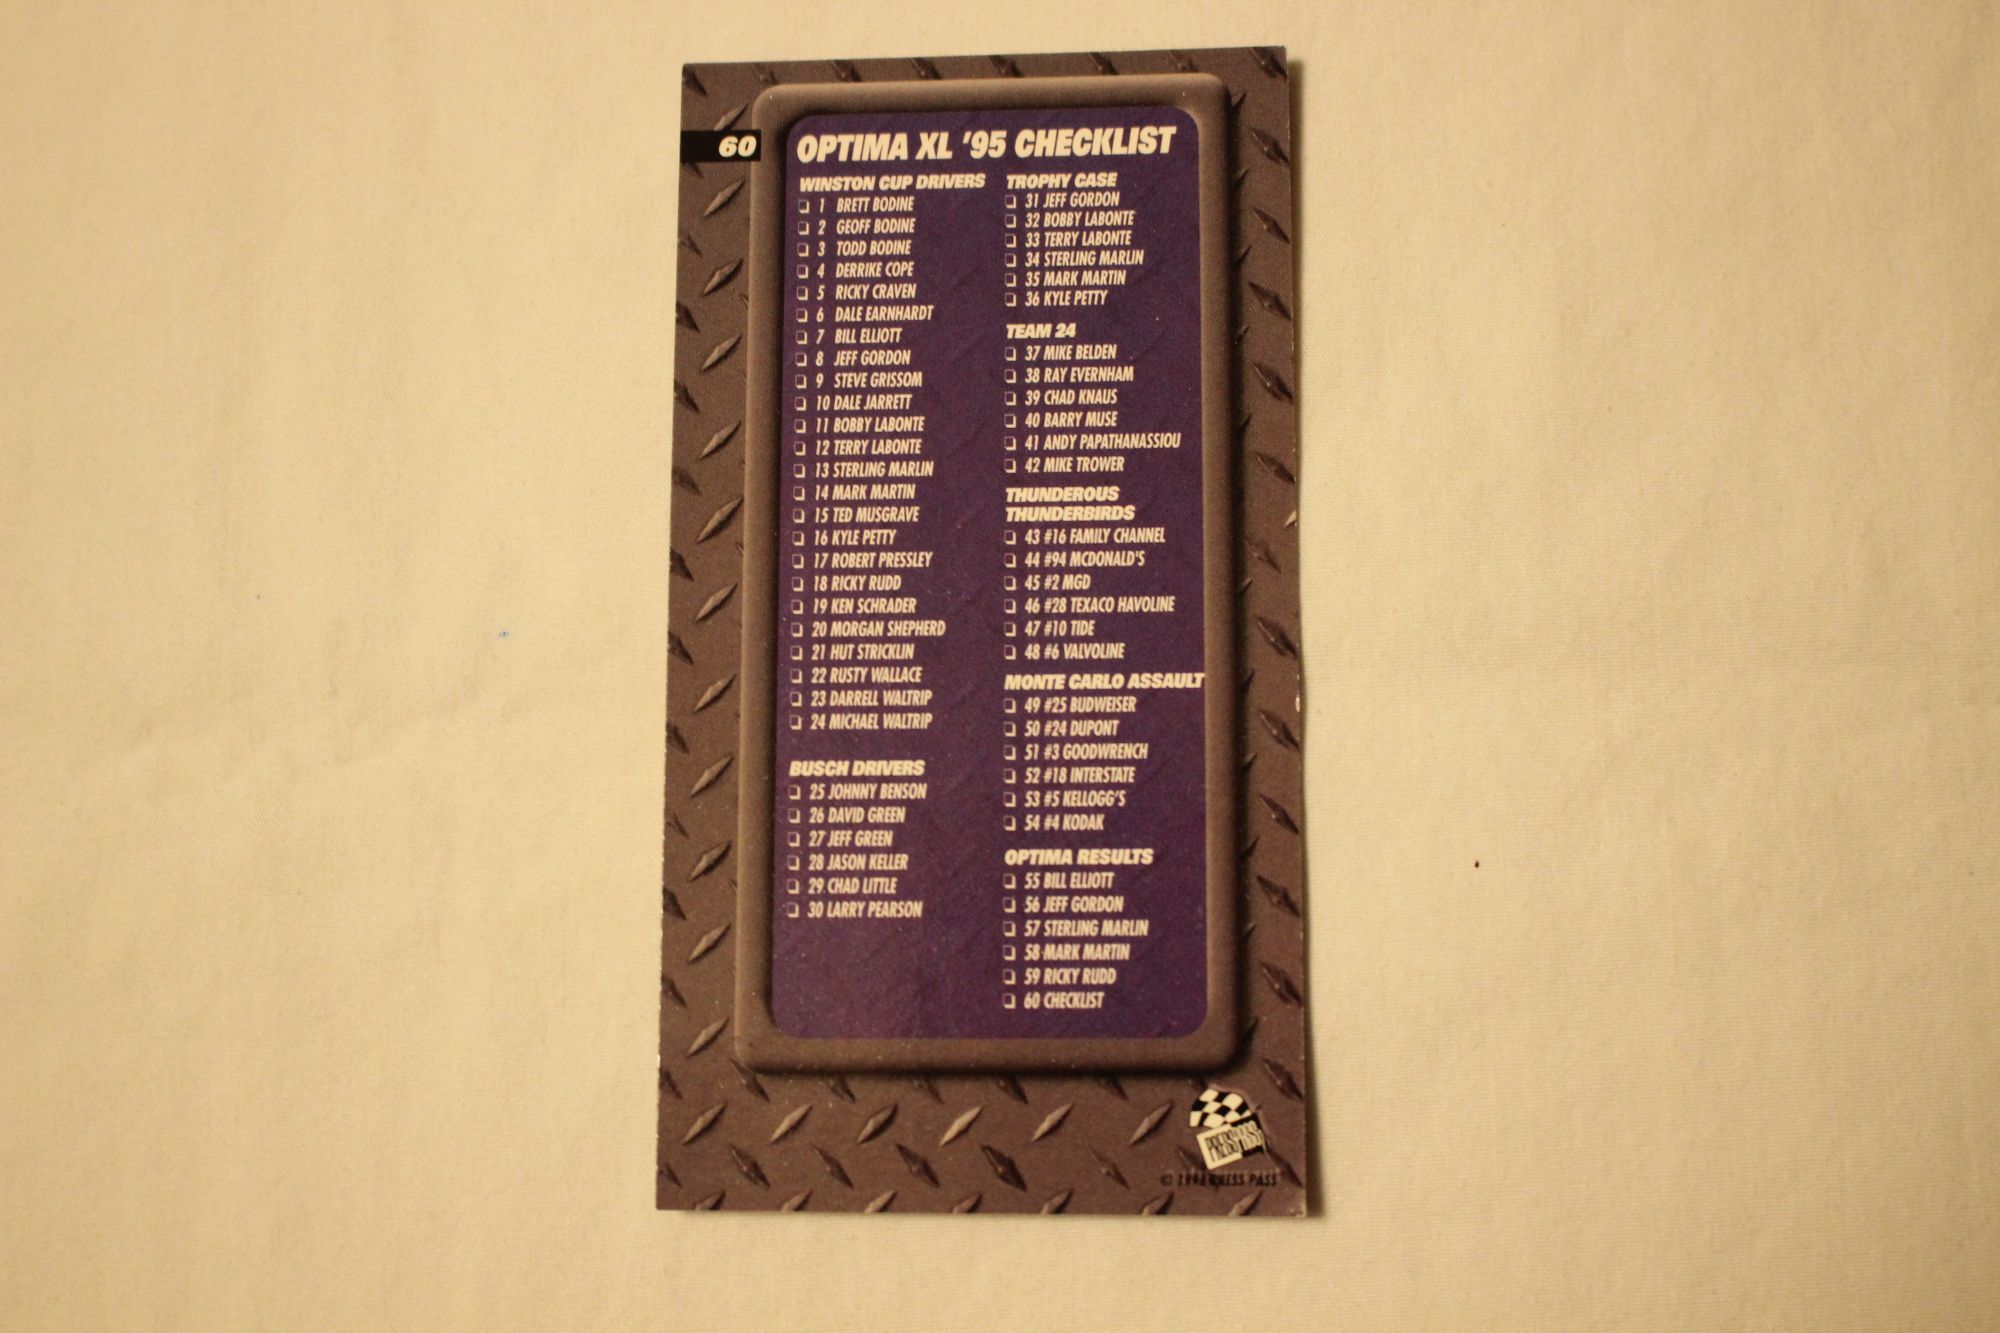 60
OPTIMA XL '95 CHECKLIST
WINSTON CUP DRIVERS
1 BRETT BODINE
2 GEOFF BODINE
3 TODD BODINE
4 DERRIKE COPE
5 RICKY CRAVEN
6 DALE EARNHARDT
7 BILL ELLIOTT
8 JEFF GORDON
9 STEVE GRISSOM
10 DALE JARRETT
11 BOBBY LABONTE
12 TERRY LABONTE
13 STERLING MARLIN
14 MARK MARTIN
15 TED MUSGRAVE
16 KYLE PETTY
17 ROBERT PRESSLEY
18 RICKY RUDD
19 KEN SCHRADER
20 MORGAN SHEPHERD
21 HUT STRICKLIN
22 RUSTY WALLACE
23 DARRELL WALTRIP
24 MICHAEL WALTRIP
BUSCH DRIVERS
25 JOHNNY BENSON
26 DAVID GREEN
27 JEFF GREEN
28 JASON KELLER
29 CHAD LITTLE
30 LARRY PEARSON
TROPHY CASE
31 JEFF GORDON
32 BOBBY LABONTE
33 TERRY LABONTE
34 STERLING MARLIN
35 MARK MARTIN
36 KYLE PETTY
TEAM 24
37 MIKE BELDEN
38 RAY EVERNHAM
39 CHAD KNAUS
40 BARRY MUSE
41 ANDY PAPATHANASSIOU
42 MIKE TROWER
THUNDEROUS
THUNDERBIRDS
43 #16 FAMILY CHANNEL
44 #94 MCDONALD'S
45 #2 MGD
46 #28 TEXACO HAVOLINE
47 #10 TIDE
48 #6 VALVOLINE
MONTE CARLO ASSAULT
49 #25 BUDWEISER
50 #24 DUPONT
51 #3 GOODWRENCH
52 #18 INTERSTATE
53 #5 KELLOGG'S
54 #4 KODAK
OPTIMA RESULTS
55 BILL ELLIOTT
56 JEFF GORDON
57 STERLING MARLIN
58 MARK MARTIN
59 RICKY RUDD
60 CHECKLIST
PRESS PASS
© PRESS PASS